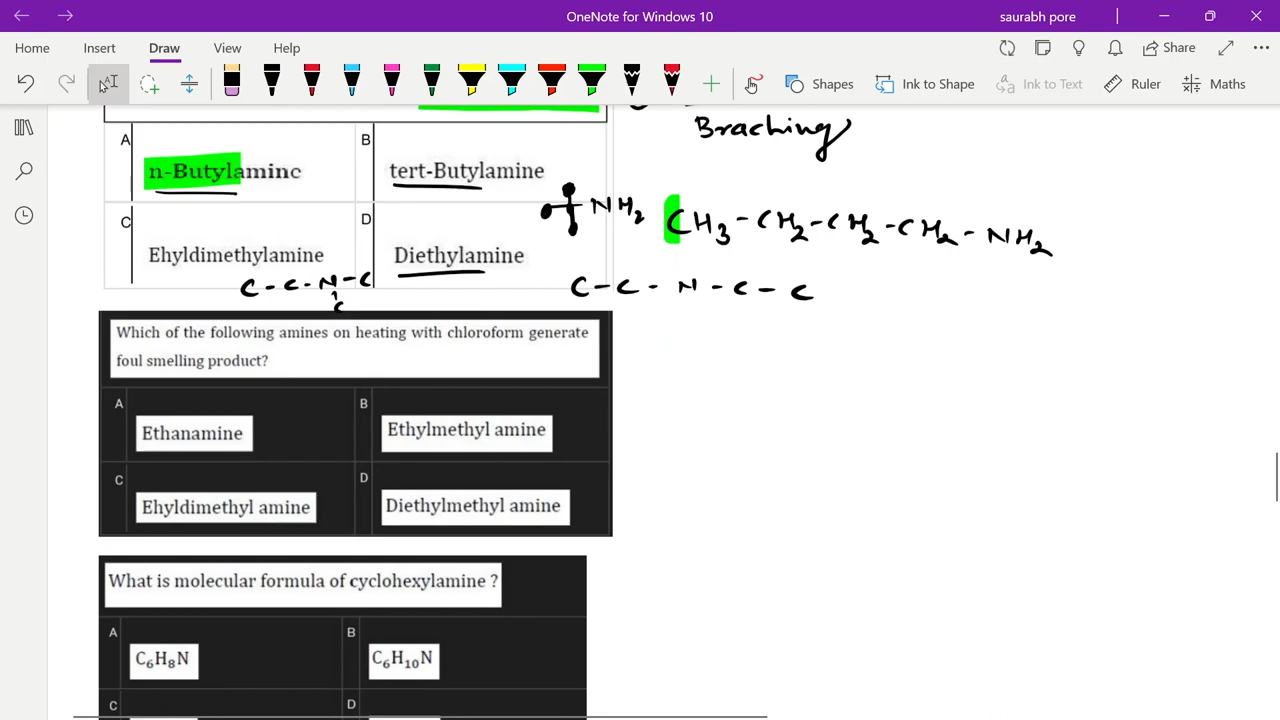 OneNote for Windows 10
saurabh pore
Home Insert Draw View Help
Share
Shapes Ink to Shape Ink to Text Ruler Maths
Braching
A B
n-Butylamine tert-Butylamine
NH2 CH3-CH2-CH2-CH2-NH2
C D
Ehyldimethylamine Diethylamine
C-C-N-C
C
C-C-N-C-C
Which of the following amines on heating with chloroform generate
foul smelling product?
A B
Ethanamine Ethylmethyl amine
C D
Ehyldimethyl amine Diethylmethyl amine
What is molecular formula of cyclohexylamine ?
A B
C₆H₈N C₆H₁₀N
C D